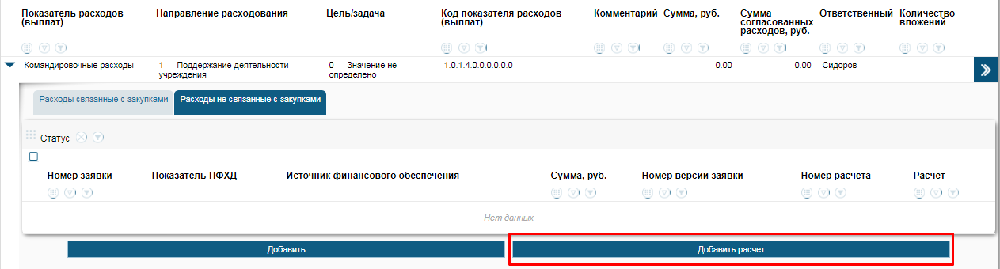 Показатель расходов (выплат)
Направление расходования
Цель/задача
Код показателя расходов (выплат)
Комментарий
Сумма, руб.
Сумма согласованных расходов, руб.
Ответственный
Количество вложений
Командировочные расходы
1 — Поддержание деятельности учреждения
0 — Значение не определено
1.0.1.4.0.0.0.0.0.0
0.00
0.00
Сидоров
Расходы связанные с закупками
Расходы не связанные с закупками
Статус
Номер заявки
Показатель ПФХД
Источник финансового обеспечения
Сумма, руб.
Номер версии заявки
Номер расчета
Расчет
Нет данных
Добавить
Добавить расчет